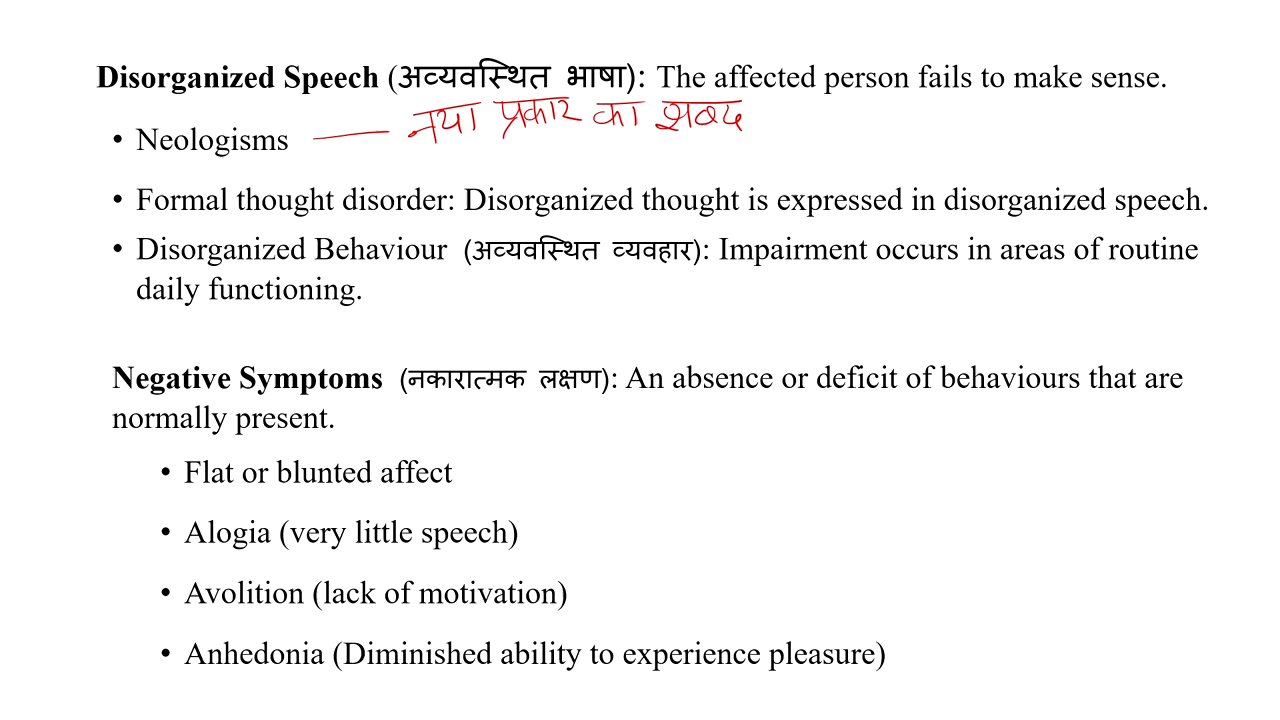 Disorganized Speech (अव्यवस्थित भाषा): The affected person fails to make sense.
• Neologisms —— नया प्रकार का शबद
• Formal thought disorder: Disorganized thought is expressed in disorganized speech.
• Disorganized Behaviour (अव्यवस्थित व्यवहार): Impairment occurs in areas of routine
daily functioning.
Negative Symptoms (नकारात्मक लक्षण): An absence or deficit of behaviours that are
normally present.
• Flat or blunted affect
• Alogia (very little speech)
• Avolition (lack of motivation)
• Anhedonia (Diminished ability to experience pleasure)